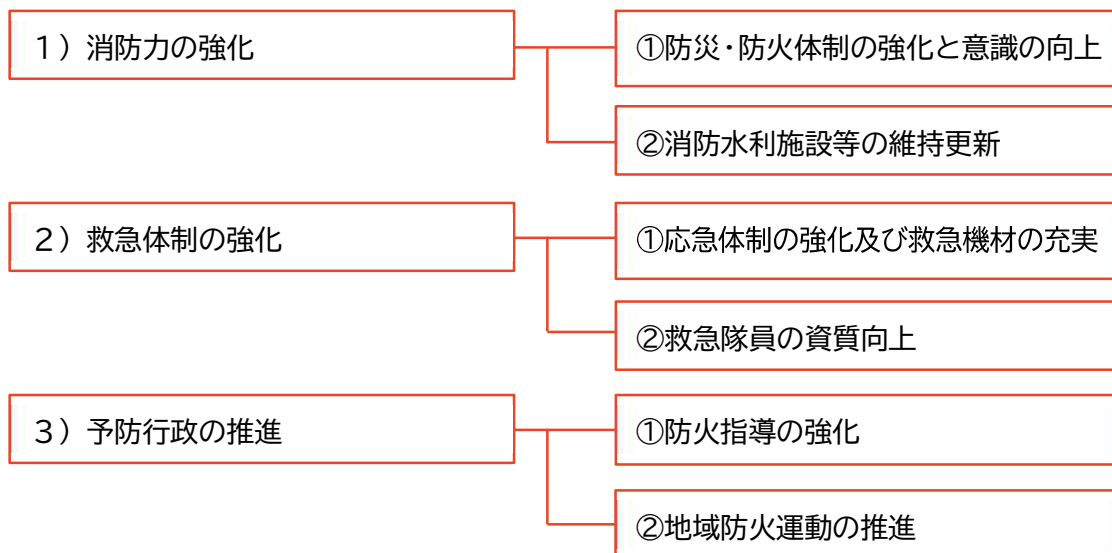 1）消防力の強化
①防災・防火体制の強化と意識の向上
②消防水利施設等の維持更新
2）救急体制の強化
①応急体制の強化及び救急機材の充実
②救急隊員の資質向上
3）予防行政の推進
①防火指導の強化
②地域防火運動の推進